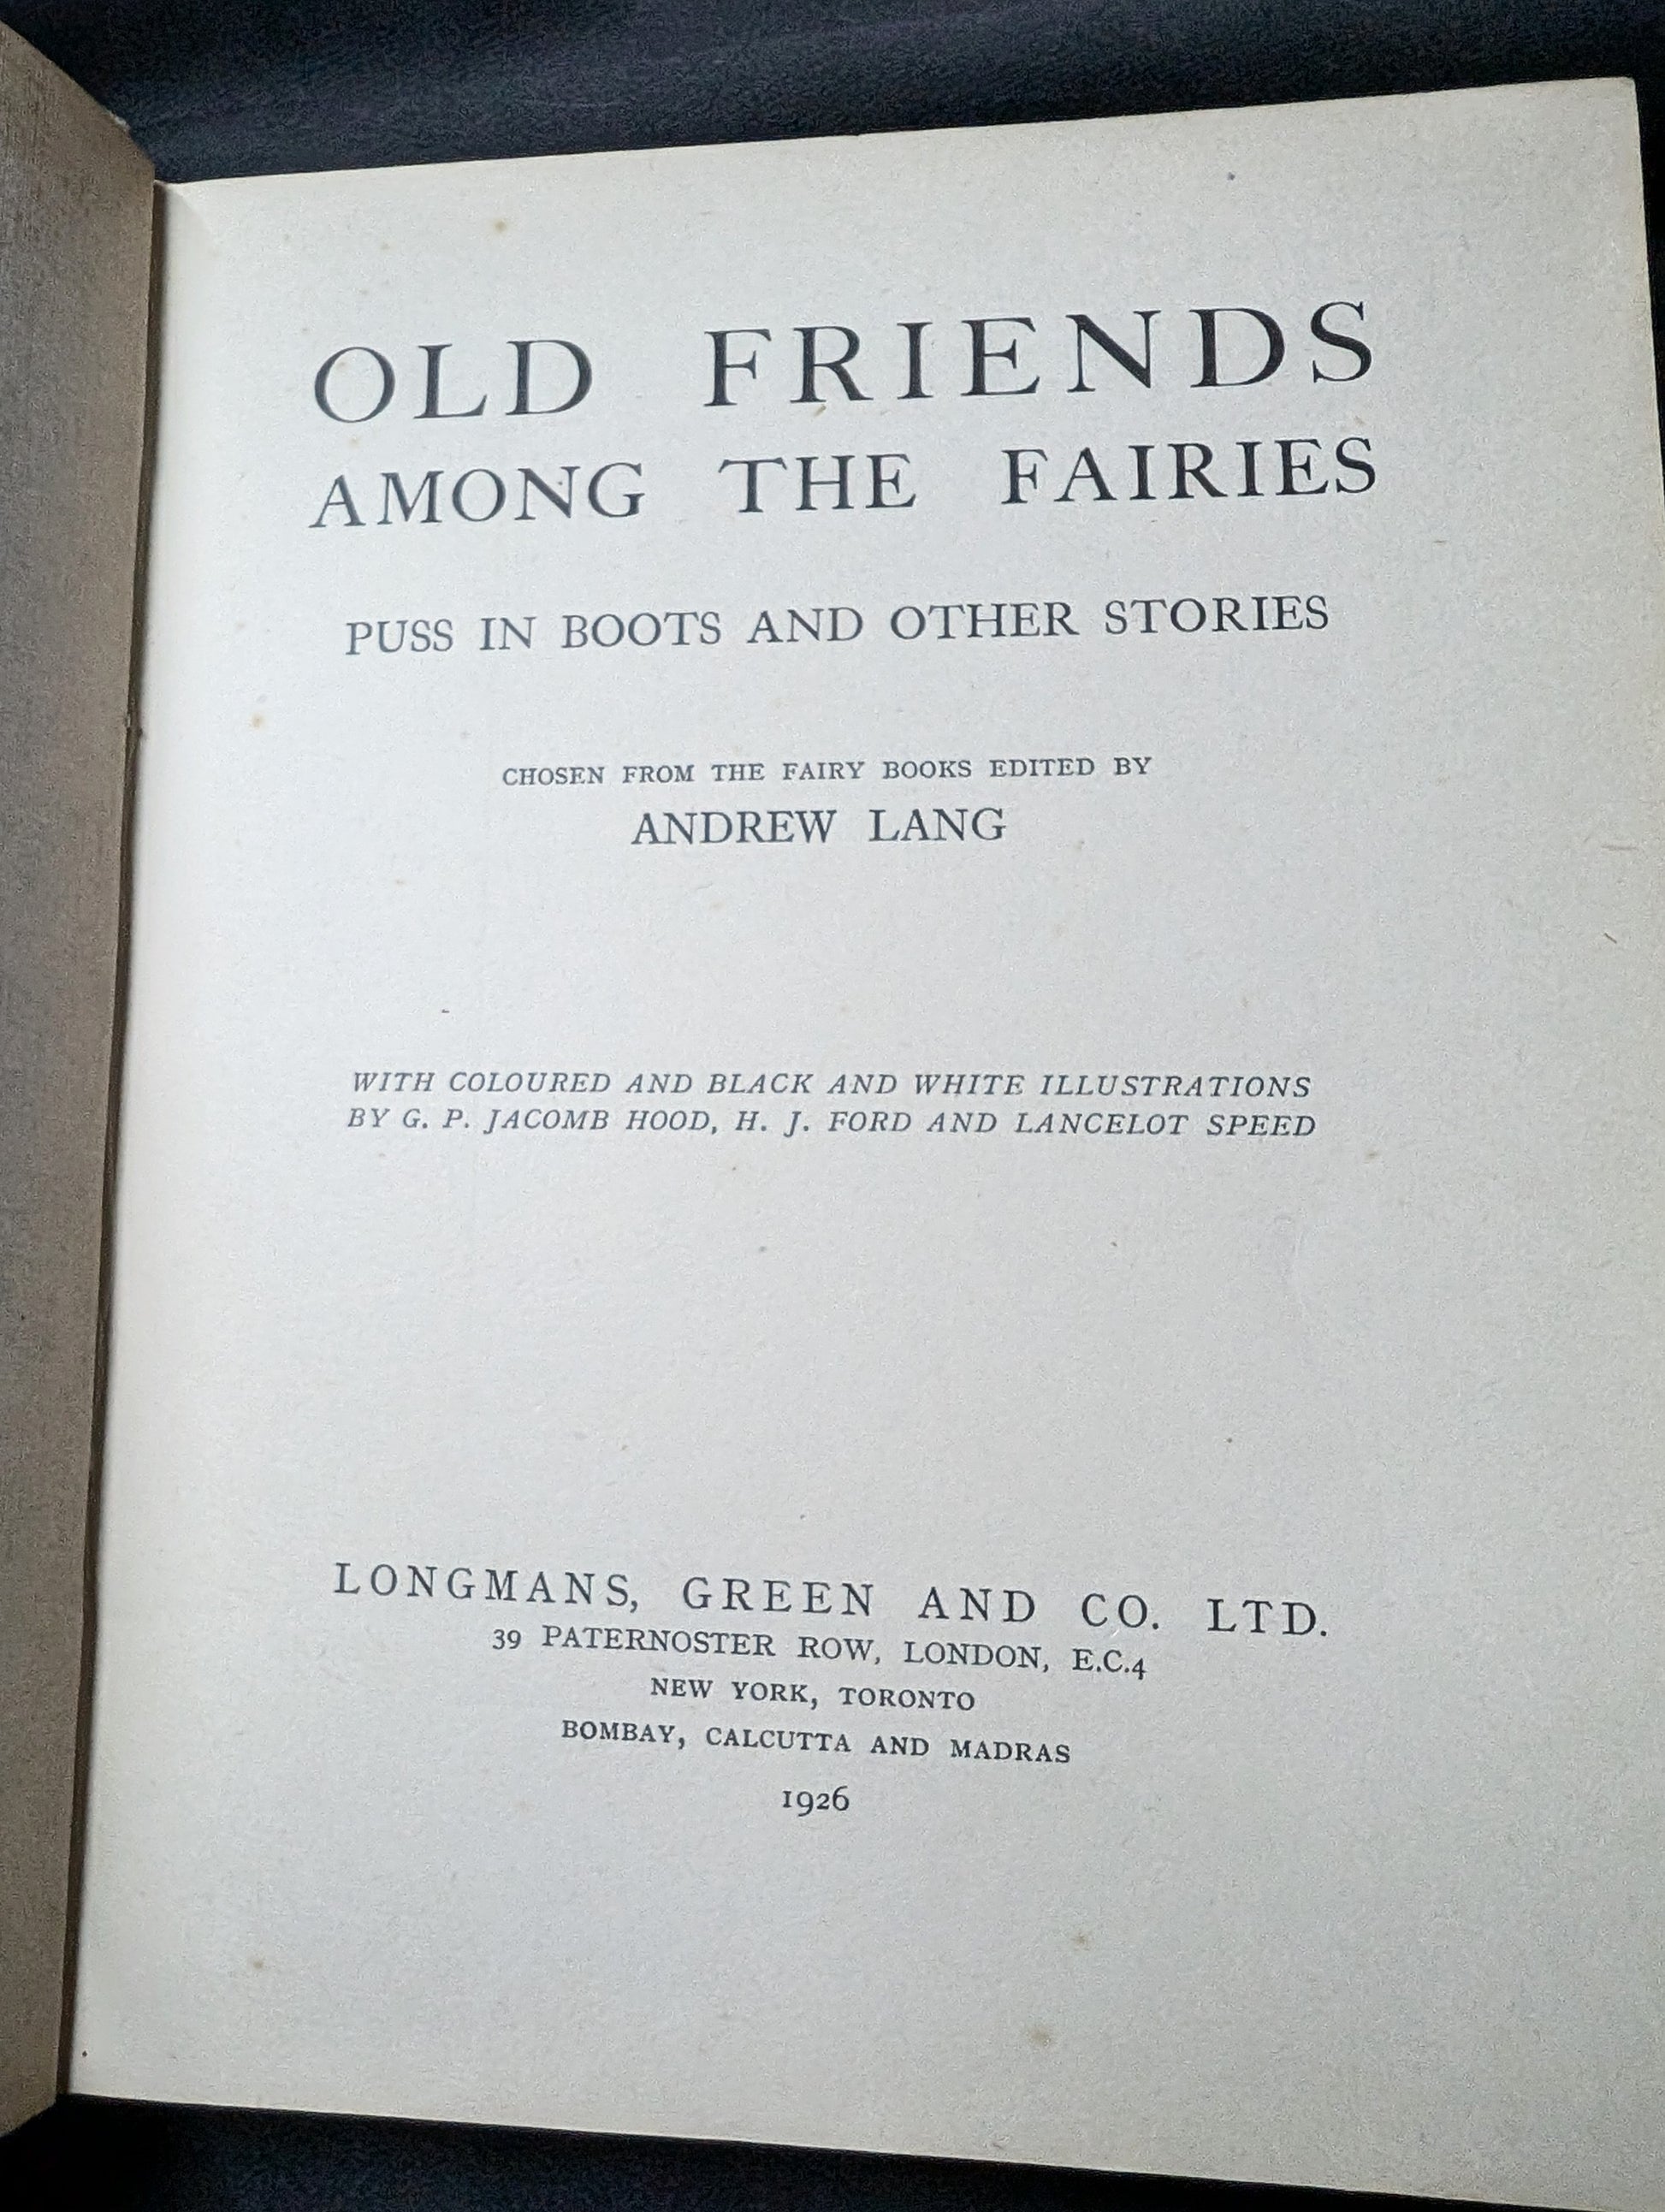 OLD FRIENDS
AMONG THE FAIRIES
PUSS IN BOOTS AND OTHER STORIES
CHOSEN FROM THE FAIRY BOOKS EDITED BY
ANDREW LANG
WITH COLOURED AND BLACK AND WHITE ILLUSTRATIONS
BY G. P. JACOMB HOOD, H. J. FORD AND LANCELOT SPEED
LONGMANS, GREEN AND CO. LTD.
39 PATERNOSTER ROW, LONDON, E.C.4
NEW YORK, TORONTO
BOMBAY, CALCUTTA AND MADRAS
1926